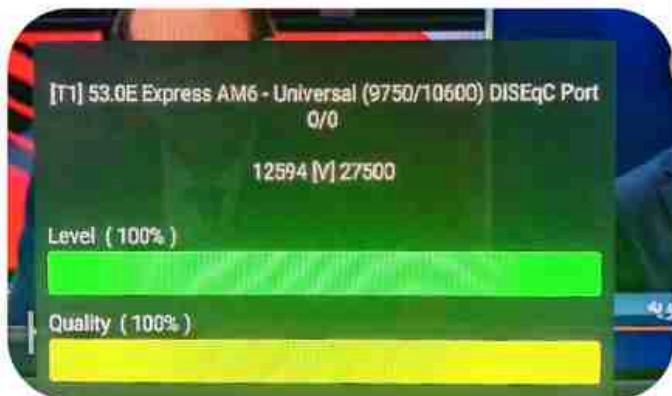 [T1] 53.0E Express AM6 - Universal (9750/10600) DISEqC Port
0/0
12594 [V] 27500
Level ( 100% )
Quality ( 100% )